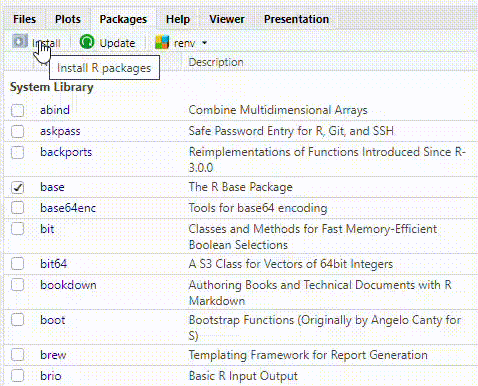 Files Plots Packages Help Viewer Presentation
Install Update renv
Description
Install R packages
System Library
abind Combine Multidimensional Arrays
askpass Safe Password Entry for R, Git, and SSH
backports Reimplementations of Functions Introduced Since R-
3.0.0
base The R Base Package
base64enc Tools for base64 encoding
bit Classes and Methods for Fast Memory-Efficient
Boolean Selections
bit64 A S3 Class for Vectors of 64bit Integers
bookdown Authoring Books and Technical Documents with R
Markdown
boot Bootstrap Functions (Originally by Angelo Canty for
S)
brew Templating Framework for Report Generation
brio Basic R Input Output